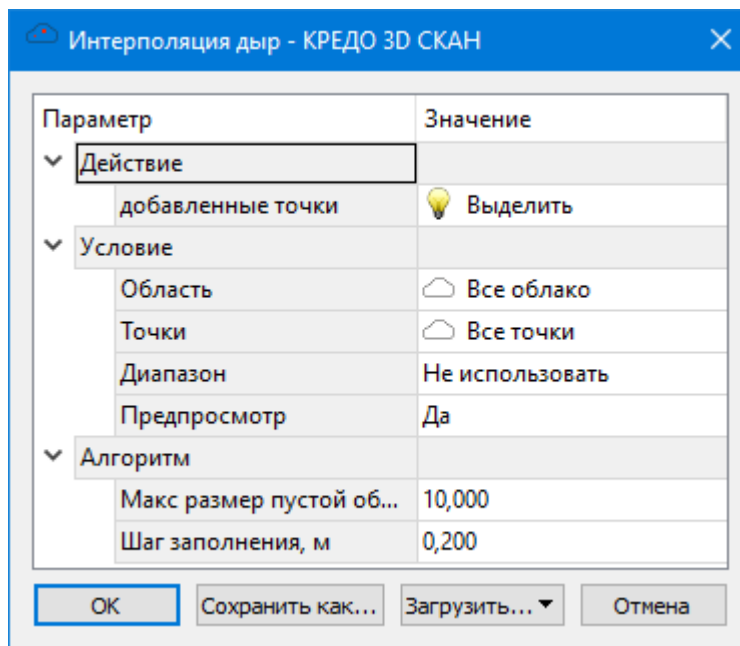 Интерполяция дыр - КРЕДО 3D СКАН
Параметр Значение
Действие
добавленные точки Выделить
Условие
Область Все облако
Точки Все точки
Диапазон Не использовать
Предпросмотр Да
Алгоритм
Макс размер пустой об... 10,000
Шаг заполнения, м 0,200
ОК Сохранить как... Загрузить... Отмена